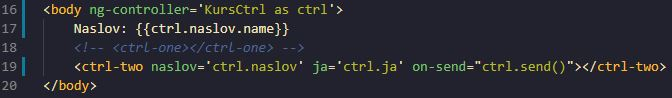 16 <body ng-controller='KursCtrl as ctrl'>
17 Naslov: {{ctrl.naslov.name}}
18 <!-- <ctrl-one></ctrl-one> -->
19 <ctrl-two naslov='ctrl.naslov' ja='ctrl.ja' on-send="ctrl.send()"></ctrl-two>
20 </body>